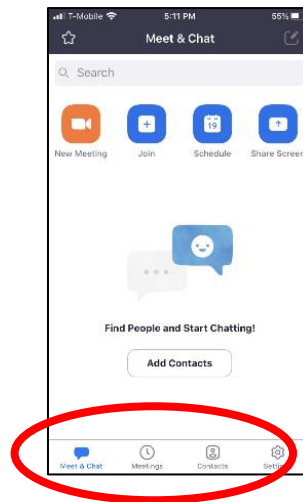 T-Mobile 5:11 PM 55%
Meet & Chat
Search
19
New Meeting Join Schedule Share Screen
Find People and Start Chatting!
Add Contacts
Meet & Chat Meetings Contacts